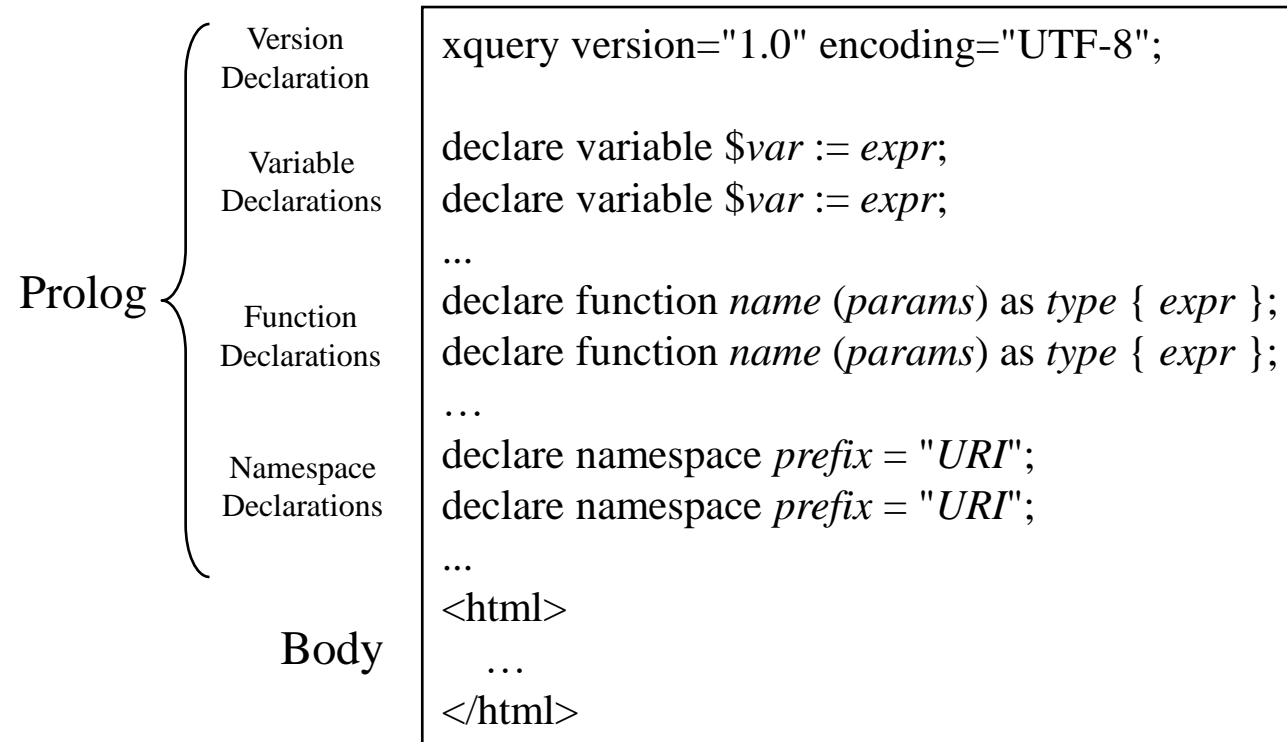 Prolog
Version
Declaration
Variable
Declarations
Function
Declarations
Namespace
Declarations
Body
xquery version="1.0" encoding="UTF-8";
declare variable $var := expr;
declare variable $var := expr;
...
declare function name (params) as type { expr };
declare function name (params) as type { expr };
…
declare namespace prefix = "URI";
declare namespace prefix = "URI";
...
<html>
…
</html>